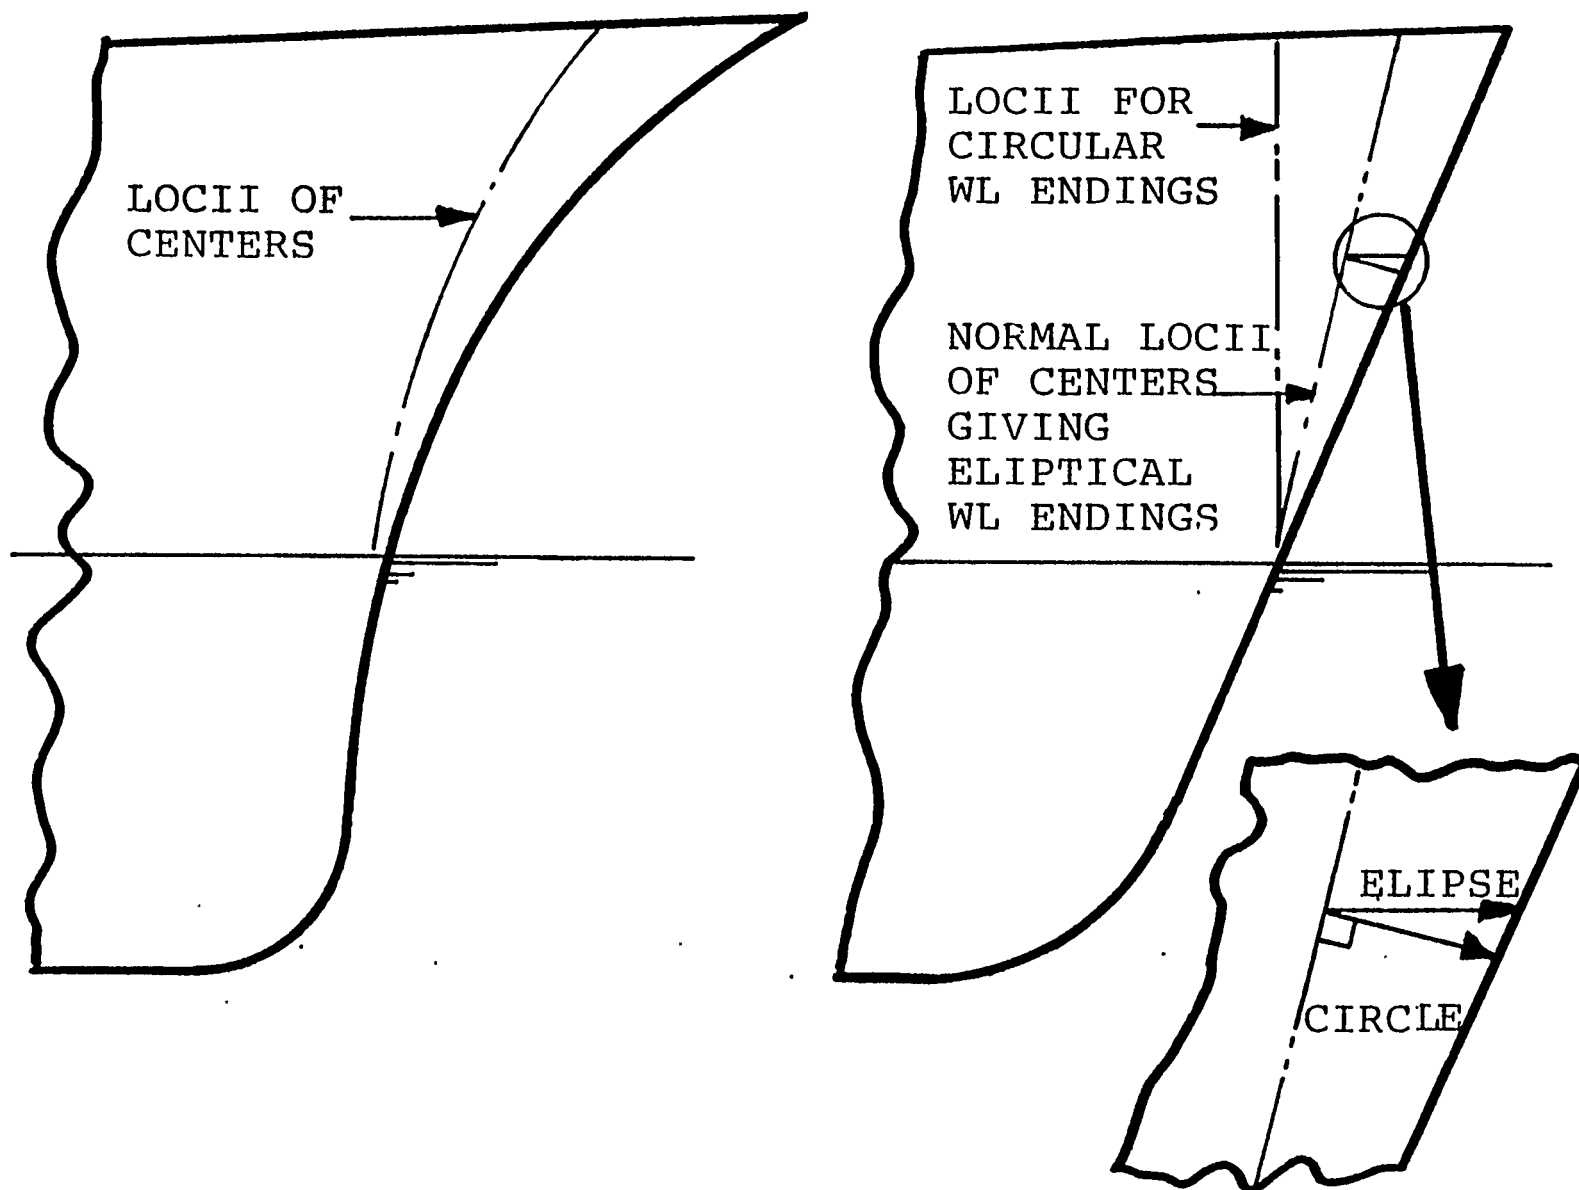 LOCII OF
CENTERS
LOCII FOR
CIRCULAR
WL ENDINGS
NORMAL LOCII
OF CENTERS
GIVING
ELIPTICAL
WL ENDINGS
ELIPSE
CIRCLE